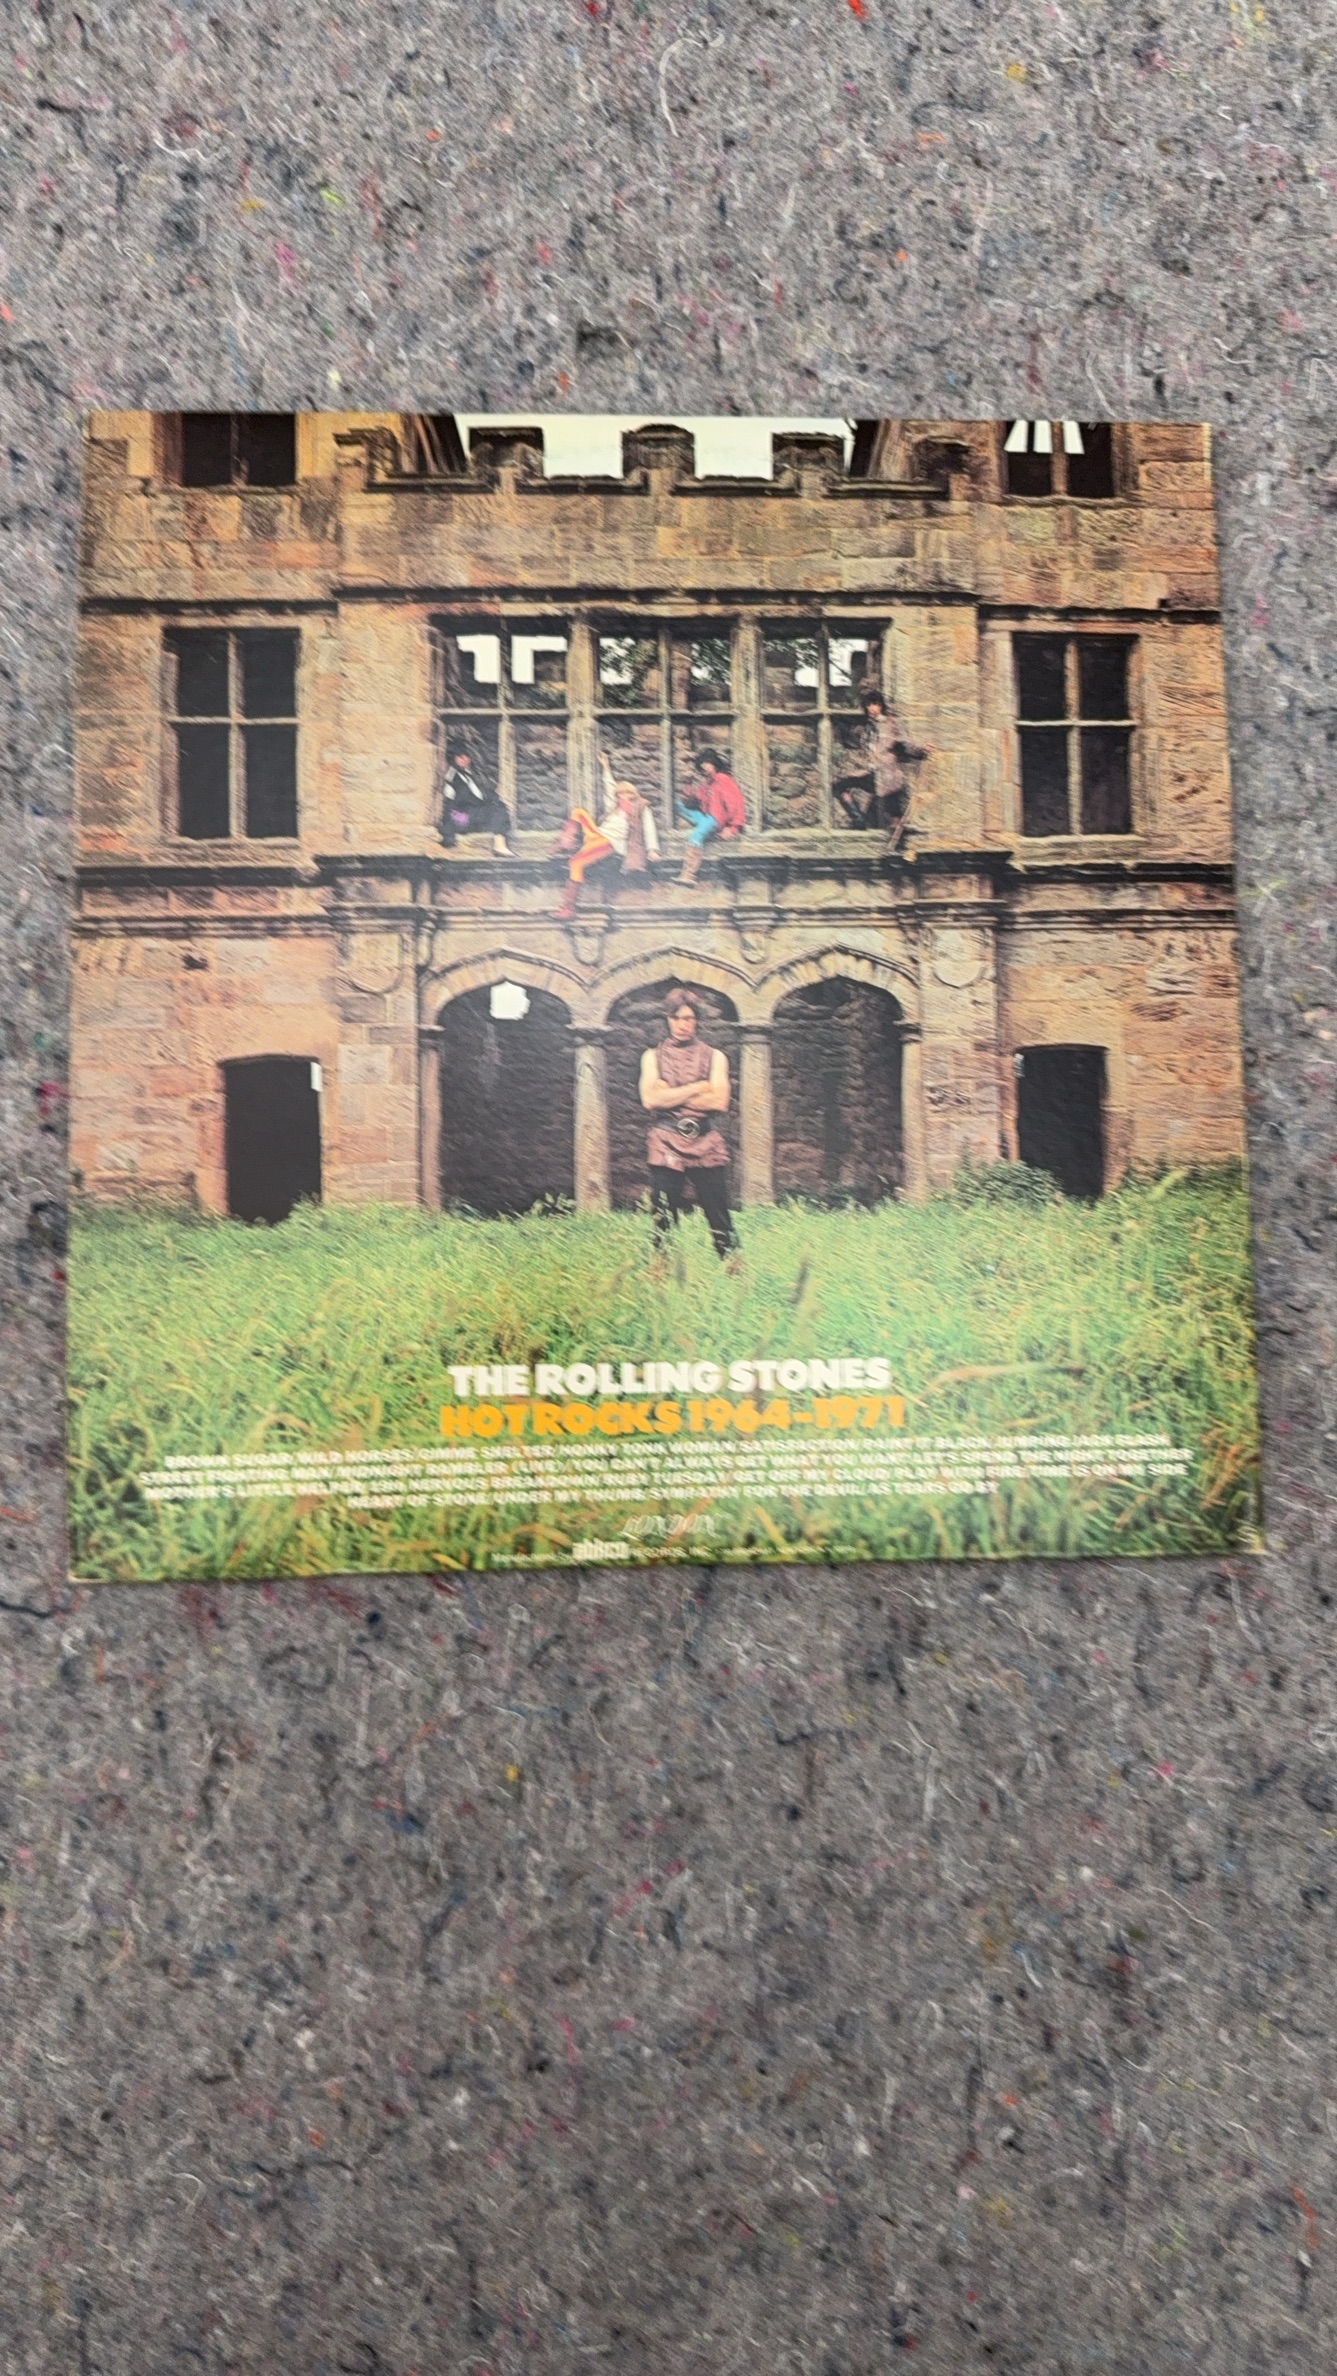 THE ROLLING STONES
HOT ROCKS 1964-1971
BROWN SUGAR/WILD HORSES/GIMME SHELTER/HONKY TONK WOMAN/SATISFACTION/PAINT IT BLACK/JUMPING JACK FLASH
STREET FIGHTING MAN/MIDNIGHT RAMBLER (LIVE)/YOU CAN'T ALWAYS GET WHAT YOU WANT/LET'S SPEND THE NIGHT TOGETHER
MOTHER'S LITTLE HELPER/19th NERVOUS BREAKDOWN/RUBY TUESDAY/GET OFF MY CLOUD/PLAY WITH FIRE/TIME IS ON MY SIDE
HEART OF STONE/UNDER MY THUMB/SYMPATHY FOR THE DEVIL/AS TEARS GO BY
LONDON
abkco RECORDS, INC.